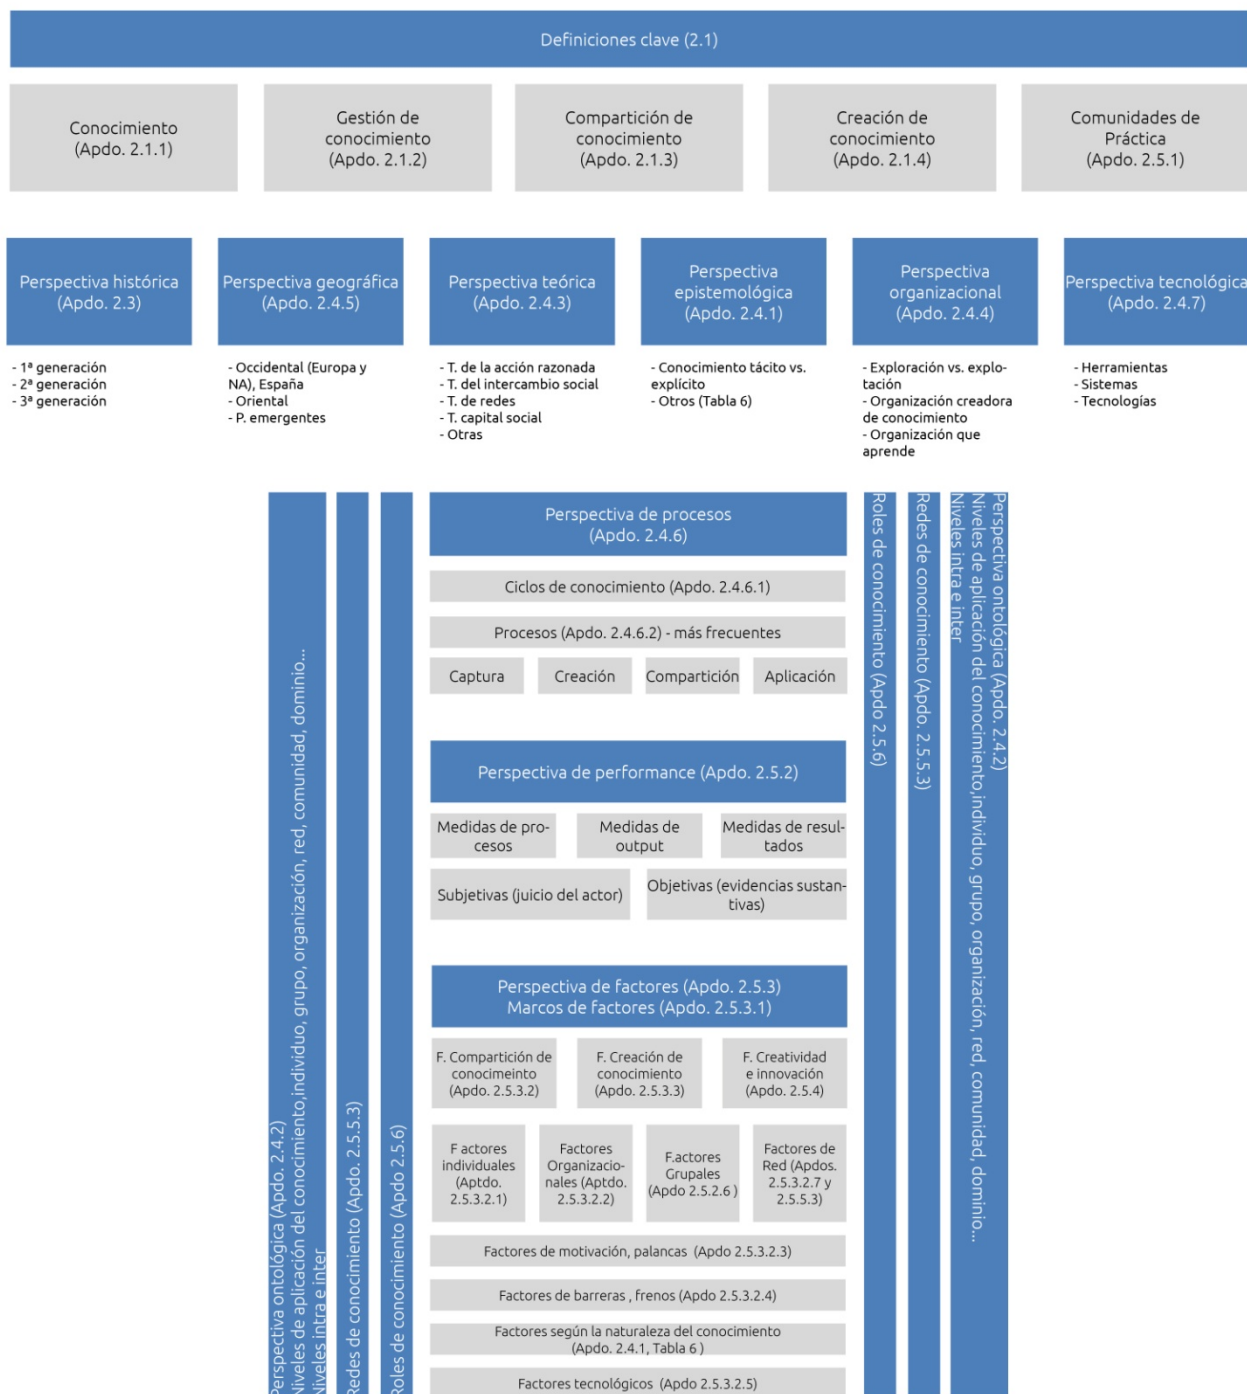 Definiciones clave (2.1)
Conocimiento
(Apdo. 2.1.1)
Gestión de
conocimiento
(Apdo. 2.1.2)
Compartición de
conocimiento
(Apdo. 2.1.3)
Creación de
conocimiento
(Apdo. 2.1.4)
Comunidades de
Práctica
(Apdo. 2.5.1)
Perspectiva histórica
(Apdo. 2.3)
- 1ª generación
- 2ª generación
- 3ª generación
Perspectiva geográfica
(Apdo. 2.4.5)
- Occidental (Europa y
NA), España
- Oriental
- P. emergentes
Perspectiva teórica
(Apdo. 2.4.3)
- T. de la acción razonada
- T. del intercambio social
- T. de redes
- T. capital social
- Otras
Perspectiva
epistemológica
(Apdo. 2.4.1)
- Conocimiento tácito vs.
explícito
- Otros (Tabla 6)
Perspectiva
organizacional
(Apdo. 2.4.4)
- Exploración vs. explo-
tación
- Organización creadora
de conocimiento
- Organización que
aprende
Perspectiva tecnológica
(Apdo. 2.4.7)
- Herramientas
- Sistemas
- Tecnologías
Perspectiva ontológica (Apdo. 2.4.2)
Niveles de aplicación del conocimiento,individuo, grupo, organización, red, comunidad, dominio...
Niveles intra e inter
Redes de conocimiento (Apdo. 2.5.5.3)
Roles de conocimiento (Apdo 2.5.6)
Perspectiva de procesos
(Apdo. 2.4.6)
Ciclos de conocimiento (Apdo. 2.4.6.1)
Procesos (Apdo. 2.4.6.2) - más frecuentes
Captura
Creación
Compartición
Aplicación
Perspectiva de performance (Apdo. 2.5.2)
Medidas de pro-
cesos
Medidas de
output
Medidas de resul-
tados
Subjetivas (juicio del actor)
Objetivas (evidencias sustan-
tivas)
Perspectiva de factores (Apdo. 2.5.3)
Marcos de factores (Apdo. 2.5.3.1)
F. Compartición de
conocimeinto
(Apdo. 2.5.3.2)
F. Creación de
conocimiento
(Apdo. 2.5.3.3)
F. Creatividad
e innovación
(Apdo. 2.5.4)
F actores
individuales
(Aptdo.
2.5.3.2.1)
Factores
Organizacio-
nales (Aptdo.
2.5.3.2.2)
F.actores
Grupales
(Apdo 2.5.2.6 )
Factores de
Red (Apdos.
2.5.3.2.7 y
2.5.5.3)
Factores de motivación, palancas (Apdo 2.5.3.2.3)
Factores de barreras , frenos (Apdo 2.5.3.2.4)
Factores según la naturaleza del conocimiento
(Apdo. 2.4.1, Tabla 6 )
Factores tecnológicos (Apdo 2.5.3.2.5)
Roles de conocimiento (Apdo 2.5.6)
Redes de conocimiento (Apdo. 2.5.5.3)
Perspectiva ontológica (Apdo. 2.4.2)
Niveles de aplicación del conocimiento,individuo, grupo, organización, red, comunidad, dominio...
Niveles intra e inter